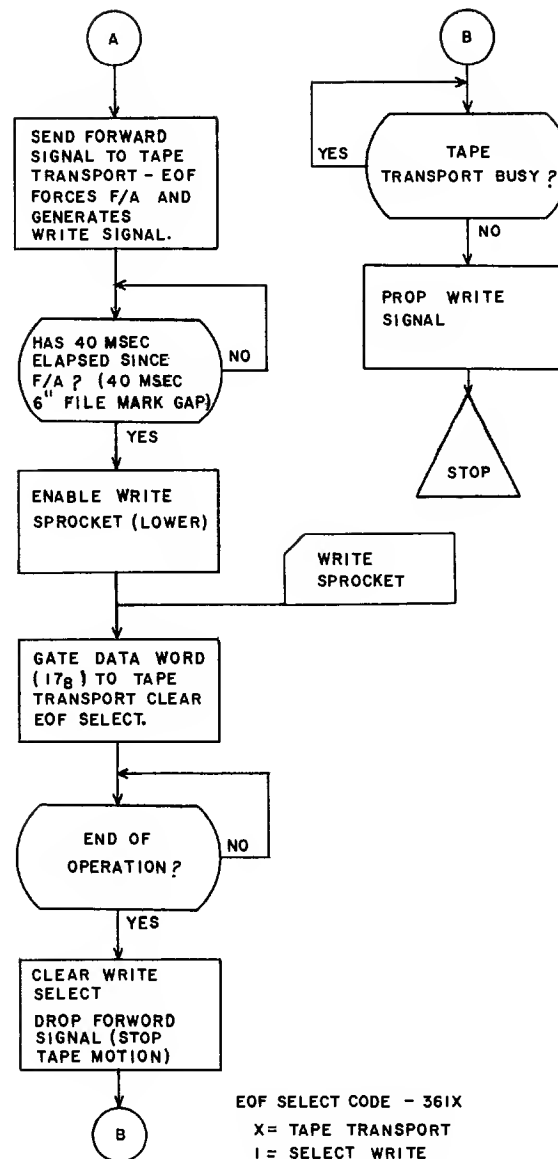 A
SEND FORWARD
SIGNAL TO TAPE
TRANSPORT - EOF
FORCES F/A AND
GENERATES
WRITE SIGNAL.
HAS 40 MSEC
ELAPSED SINCE
F/A ? (40 MSEC
6" FILE MARK GAP)
NO
YES
ENABLE WRITE
SPROCKET (LOWER)
WRITE
SPROCKET
GATE DATA WORD
(17₈) TO TAPE
TRANSPORT CLEAR
EOF SELECT.
END OF
OPERATION?
NO
YES
CLEAR WRITE
SELECT
DROP FORWORD
SIGNAL (STOP
TAPE MOTION)
B
B
TAPE
TRANSPORT BUSY ?
YES
NO
PROP WRITE
SIGNAL
STOP
EOF SELECT CODE - 361X
X= TAPE TRANSPORT
I = SELECT WRITE